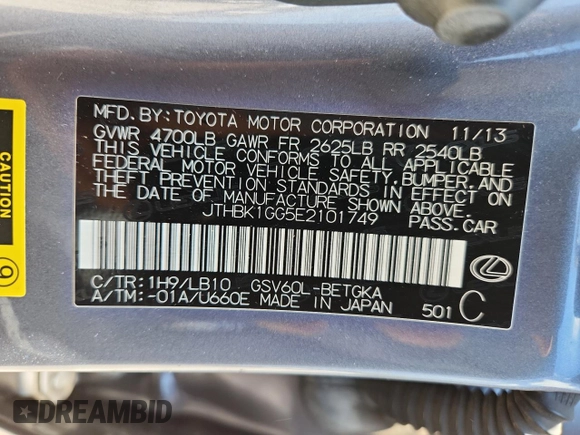 MFD. BY: TOYOTA MOTOR CORPORATION 11/13
GVWR 4700LB GAWR FR 2625LB RR 2540LB
THIS VEHICLE CONFORMS TO ALL APPLICABLE
FEDERAL MOTOR VEHICLE SAFETY, BUMPER, AND
THEFT PREVENTION STANDARDS IN EFFECT ON
THE DATE OF MANUFACTURE SHOWN ABOVE.
JTHBK1GG5E2101749 PASS.CAR
C/TR: 1H9/LB10 GSV60L-BETGKA
A/TM: -01A/U660E MADE IN JAPAN 501 C
CAUTION
DREAMBID